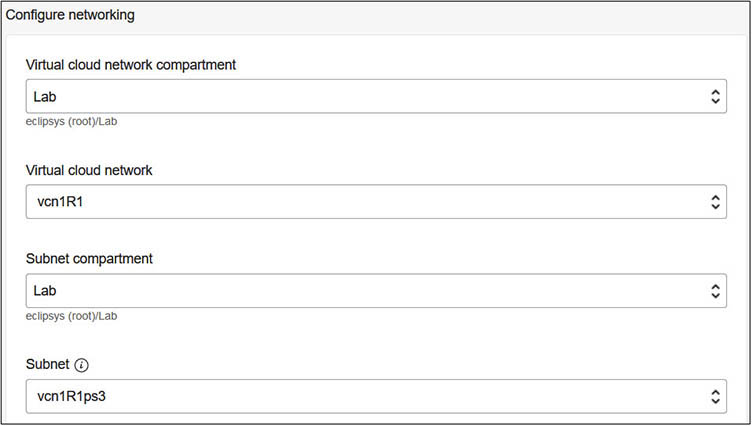 Configure networking
Virtual cloud network compartment
Lab
eclipsys (root)/Lab
Virtual cloud network
vcn1R1
Subnet compartment
Lab
eclipsys (root)/Lab
Subnet
vcn1R1ps3